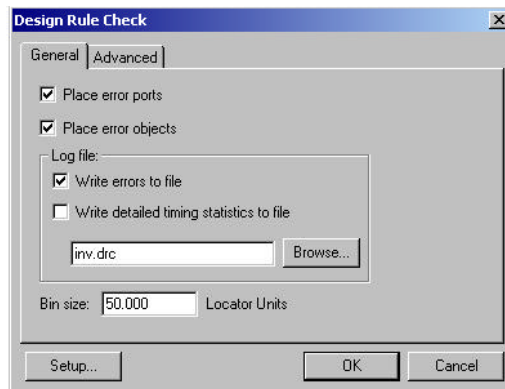 Design Rule Check
General Advanced
Place error ports
Place error objects
Log file:
Write errors to file
Write detailed timing statistics to file
inv.drc Browse...
Bin size: 50.000 Locator Units
Setup... OK Cancel